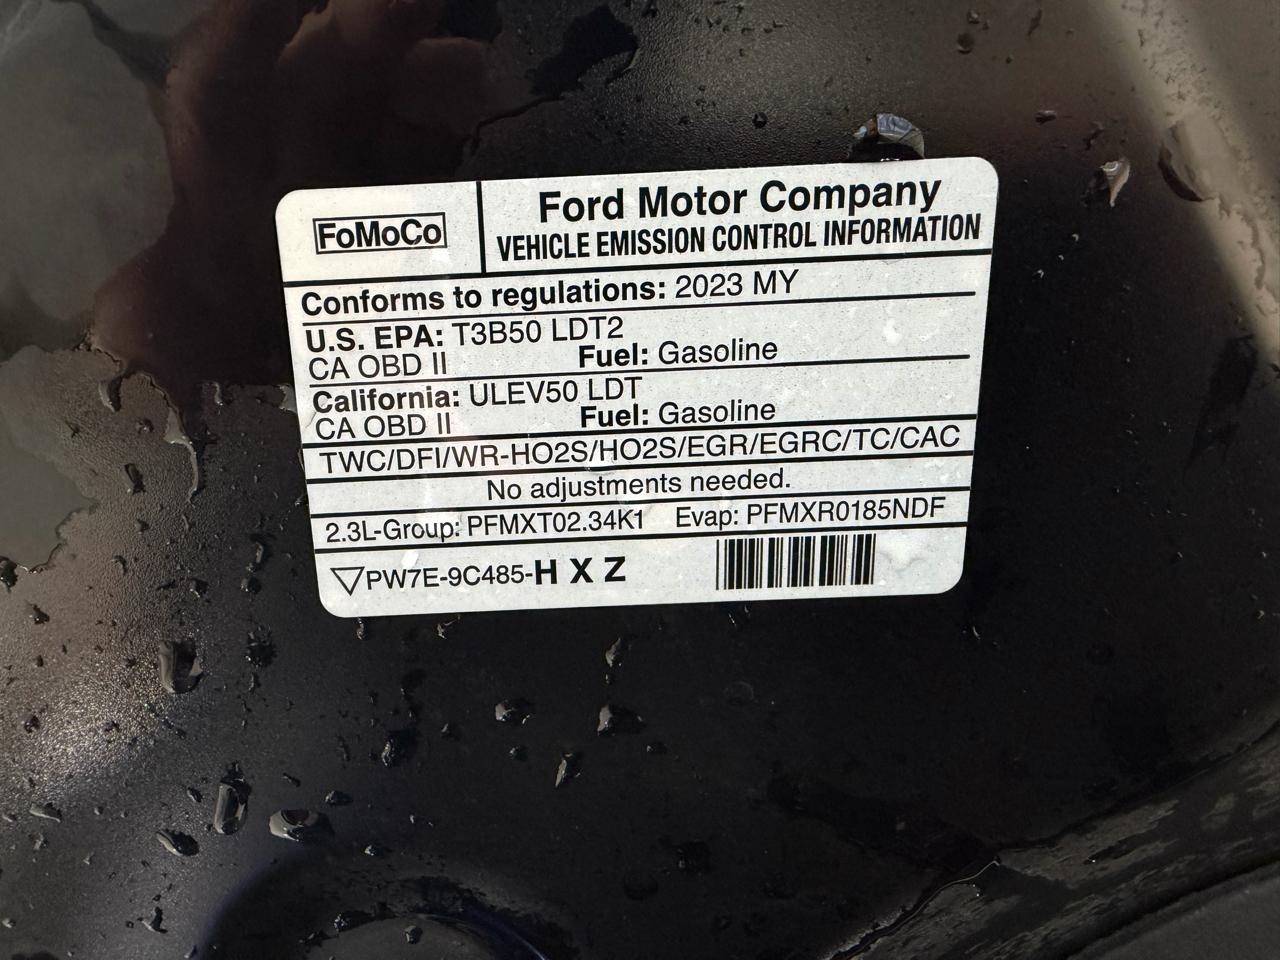 FoMoCo
Ford Motor Company
VEHICLE EMISSION CONTROL INFORMATION
Conforms to regulations: 2023 MY
U.S. EPA: T3B50 LDT2
CA OBD II Fuel: Gasoline
California: ULEV50 LDT
CA OBD II Fuel: Gasoline
TWC/DFI/WR-HO2S/HO2S/EGR/EGRC/TC/CAC
No adjustments needed.
2.3L-Group: PFMXT02.34K1 Evap: PFMXR0185NDF
▽PW7E-9C485-H X Z